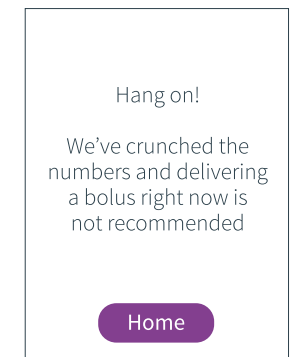 Hang on!
We’ve crunched the
numbers and delivering
a bolus right now is
not recommended
Home